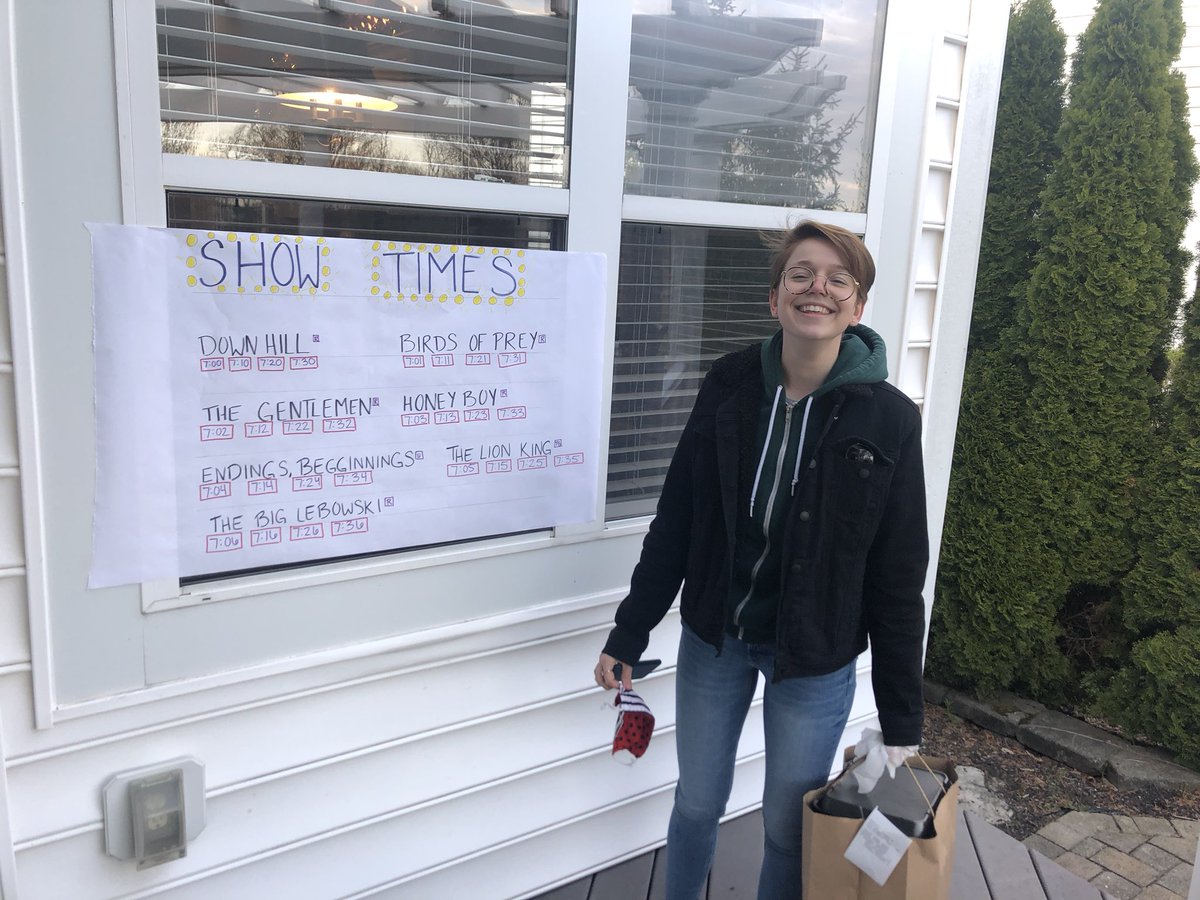 SHOW TIMES
DOWN HILL R
7:00 7:10 7:20 7:30
BIRDS OF PREY R
7:01 7:11 7:21 7:31
THE GENTLEMEN R
7:02 7:12 7:22 7:32
HONEY BOY R
7:03 7:13 7:23 7:33
ENDINGS, BEGGINNINGS R
7:04 7:14 7:24 7:34
THE LION KING
7:05 7:15 7:25 7:35
THE BIG LEBOWSKI R
7:06 7:16 7:26 7:36